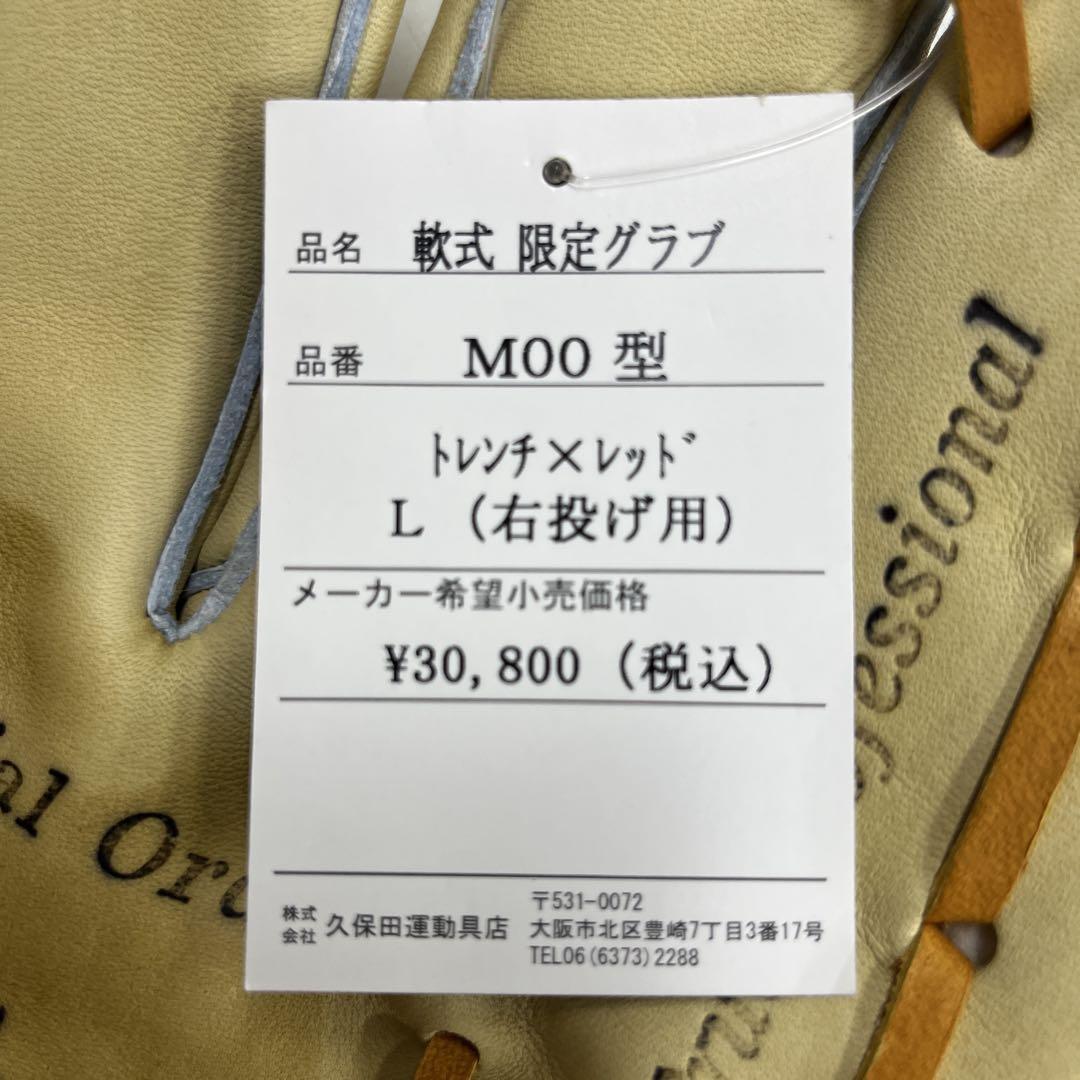 品名 軟式 限定グラブ
品番 M00 型
ﾄﾚﾝﾁ×ﾚｯﾄﾞ
L（右投げ用）
メーカー希望小売価格
¥30,800（税込）
株式会社 久保田運動具店
〒531-0072
大阪市北区豊崎7丁目3番17号
TEL06(6373)2288